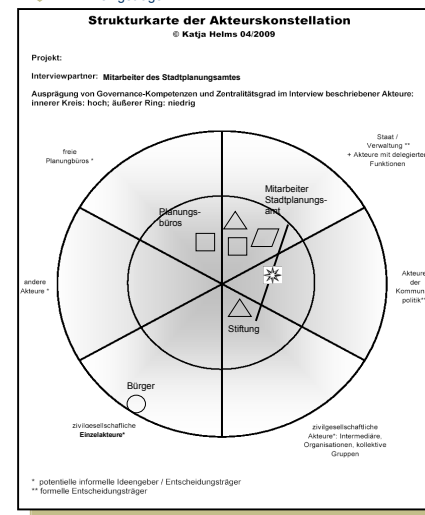 Strukturkarte der Akteurskonstellation
© Katja Helms 04/2009
Projekt:
Interviewpartner: Mitarbeiter des Stadtplanungsamtes
Ausprägung von Governance-Kompetenzen und Zentralitätsgrad im Interview beschriebener Akteure:
innerer Kreis: hoch; äußerer Ring: niedrig
freie
Planungbüros *
Staat /
Verwaltung **
+ Akteure mit delegierten
Funktionen
Mitarbeiter
Stadtplanungs-
amt
Planungs-
büros
andere
Akteure *
Akteure
der
Kommun
politik**
Stiftung
Bürger
zivilgesellschaftliche
Einzelakteure*
zivilgesellschaftliche
Akteure*: Intermediäre,
Organisationen, kollektive
Gruppen
* potentielle informelle Ideengeber / Entscheidungsträger
** formelle Entscheidungsträger